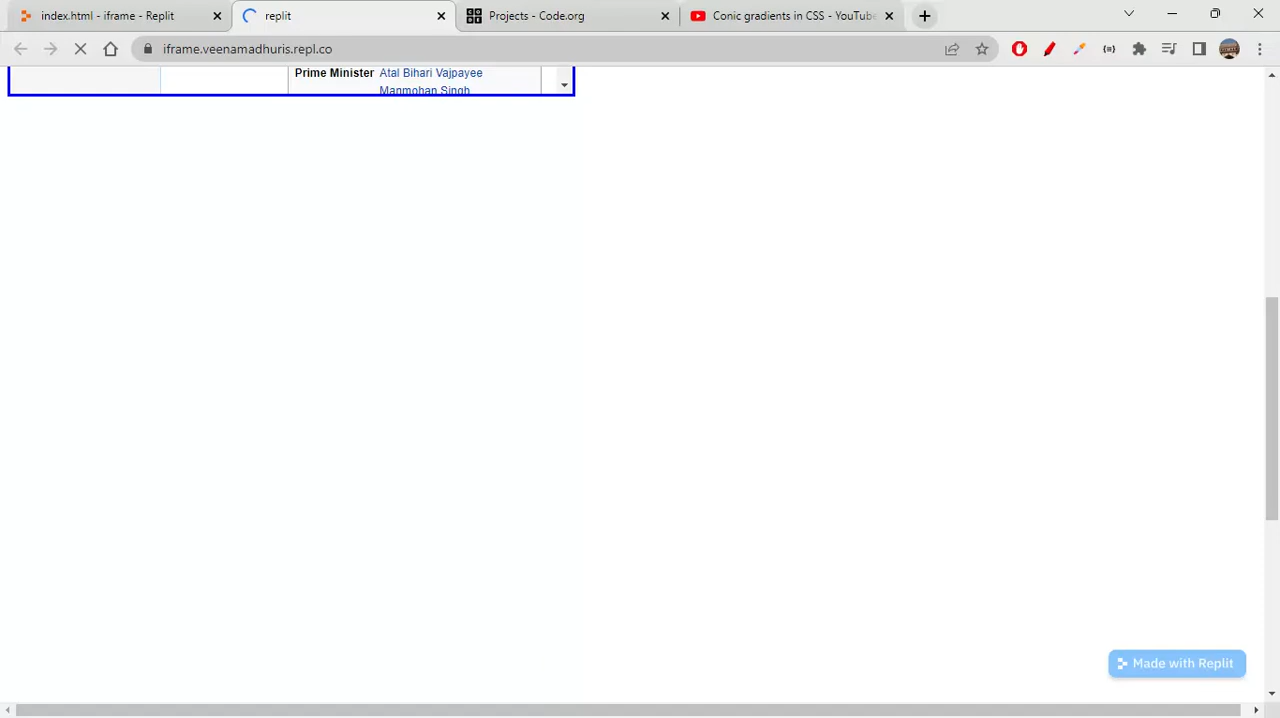 index.html - iframe - Replit
replit
Projects - Code.org
Conic gradients in CSS - YouTube
iframe.veenamadhuris.repl.co
Prime Minister Atal Bihari Vajpayee
Manmohan Singh
Made with Replit